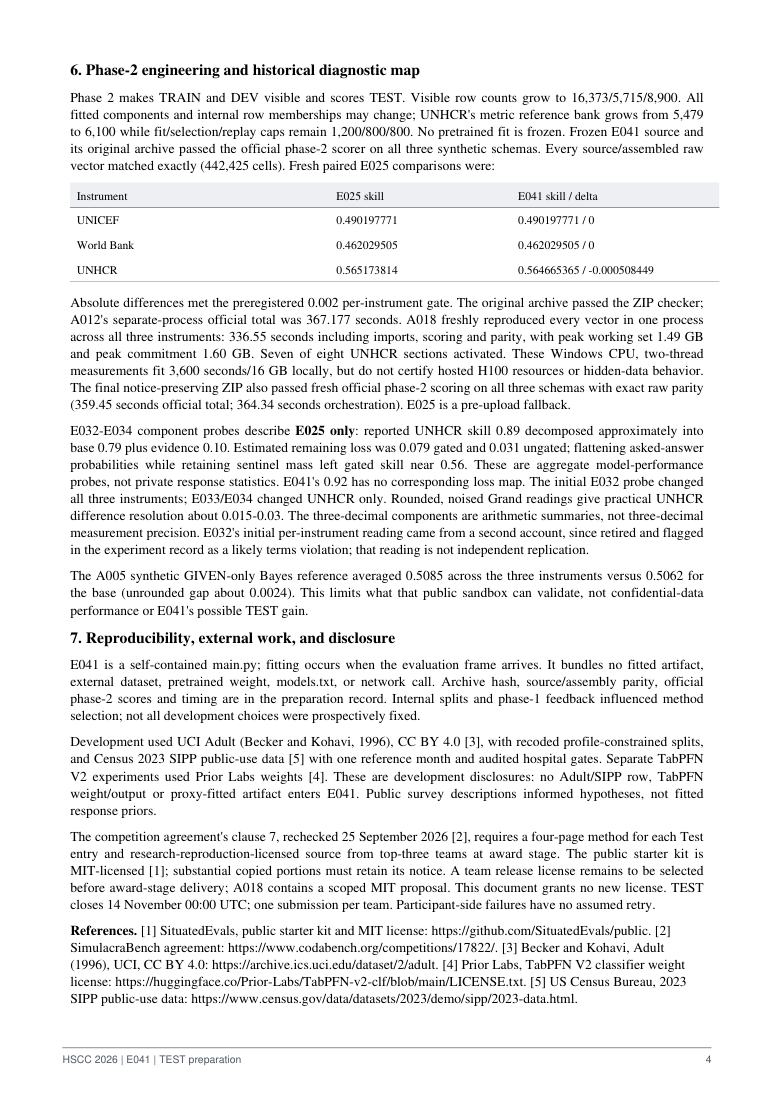 6. Phase-2 engineering and historical diagnostic map
Phase 2 makes TRAIN and DEV visible and scores TEST. Visible row counts grow to 16,373/5,715/8,900. All
fitted components and internal row memberships may change; UNHCR's metric reference bank grows from 5,479
to 6,100 while fit/selection/replay caps remain 1,200/800/800. No pretrained fit is frozen. Frozen E041 source and
its original archive passed the official phase-2 scorer on all three synthetic schemas. Every source/assembled raw
vector matched exactly (442,425 cells). Fresh paired E025 comparisons were:
Instrument E025 skill E041 skill / delta
UNICEF 0.490197771 0.490197771 / 0
World Bank 0.462029505 0.462029505 / 0
UNHCR 0.565173814 0.564665365 / -0.000508449
Absolute differences met the preregistered 0.002 per-instrument gate. The original archive passed the ZIP checker;
A012's separate-process official total was 367.177 seconds. A018 freshly reproduced every vector in one process
across all three instruments: 336.55 seconds including imports, scoring and parity, with peak working set 1.49 GB
and peak commitment 1.60 GB. Seven of eight UNHCR sections activated. These Windows CPU, two-thread
measurements fit 3,600 seconds/16 GB locally, but do not certify hosted H100 resources or hidden-data behavior.
The final notice-preserving ZIP also passed fresh official phase-2 scoring on all three schemas with exact raw parity
(359.45 seconds official total; 364.34 seconds orchestration). E025 is a pre-upload fallback.
E032-E034 component probes describe E025 only: reported UNHCR skill 0.89 decomposed approximately into
base 0.79 plus evidence 0.10. Estimated remaining loss was 0.079 gated and 0.031 ungated; flattening asked-answer
probabilities while retaining sentinel mass left gated skill near 0.56. These are aggregate model-performance
probes, not private response statistics. E041's 0.92 has no corresponding loss map. The initial E032 probe changed
all three instruments; E033/E034 changed UNHCR only. Rounded, noised Grand readings give practical UNHCR
difference resolution about 0.015-0.03. The three-decimal components are arithmetic summaries, not three-decimal
measurement precision. E032's initial per-instrument reading came from a second account, since retired and flagged
in the experiment record as a likely terms violation; that reading is not independent replication.
The A005 synthetic GIVEN-only Bayes reference averaged 0.5085 across the three instruments versus 0.5062 for
the base (unrounded gap about 0.0024). This limits what that public sandbox can validate, not confidential-data
performance or E041's possible TEST gain.
7. Reproducibility, external work, and disclosure
E041 is a self-contained main.py; fitting occurs when the evaluation frame arrives. It bundles no fitted artifact,
external dataset, pretrained weight, models.txt, or network call. Archive hash, source/assembly parity, official
phase-2 scores and timing are in the preparation record. Internal splits and phase-1 feedback influenced method
selection; not all development choices were prospectively fixed.
Development used UCI Adult (Becker and Kohavi, 1996), CC BY 4.0 [3], with recoded profile-constrained splits,
and Census 2023 SIPP public-use data [5] with one reference month and audited hospital gates. Separate TabPFN
V2 experiments used Prior Labs weights [4]. These are development disclosures: no Adult/SIPP row, TabPFN
weight/output or proxy-fitted artifact enters E041. Public survey descriptions informed hypotheses, not fitted
response priors.
The competition agreement's clause 7, rechecked 25 September 2026 [2], requires a four-page method for each Test
entry and research-reproduction-licensed source from top-three teams at award stage. The public starter kit is
MIT-licensed [1]; substantial copied portions must retain its notice. A team release license remains to be selected
before award-stage delivery; A018 contains a scoped MIT proposal. This document grants no new license. TEST
closes 14 November 00:00 UTC; one submission per team. Participant-side failures have no assumed retry.
References. [1] SituatedEvals, public starter kit and MIT license: https://github.com/SituatedEvals/public. [2]
SimulacraBench agreement: https://www.codabench.org/competitions/17822/. [3] Becker and Kohavi, Adult
(1996), UCI, CC BY 4.0: https://archive.ics.uci.edu/dataset/2/adult. [4] Prior Labs, TabPFN V2 classifier weight
license: https://huggingface.co/Prior-Labs/TabPFN-v2-clf/blob/main/LICENSE.txt. [5] US Census Bureau, 2023
SIPP public-use data: https://www.census.gov/data/datasets/2023/demo/sipp/2023-data.html.
HSCC 2026 | E041 | TEST preparation 4